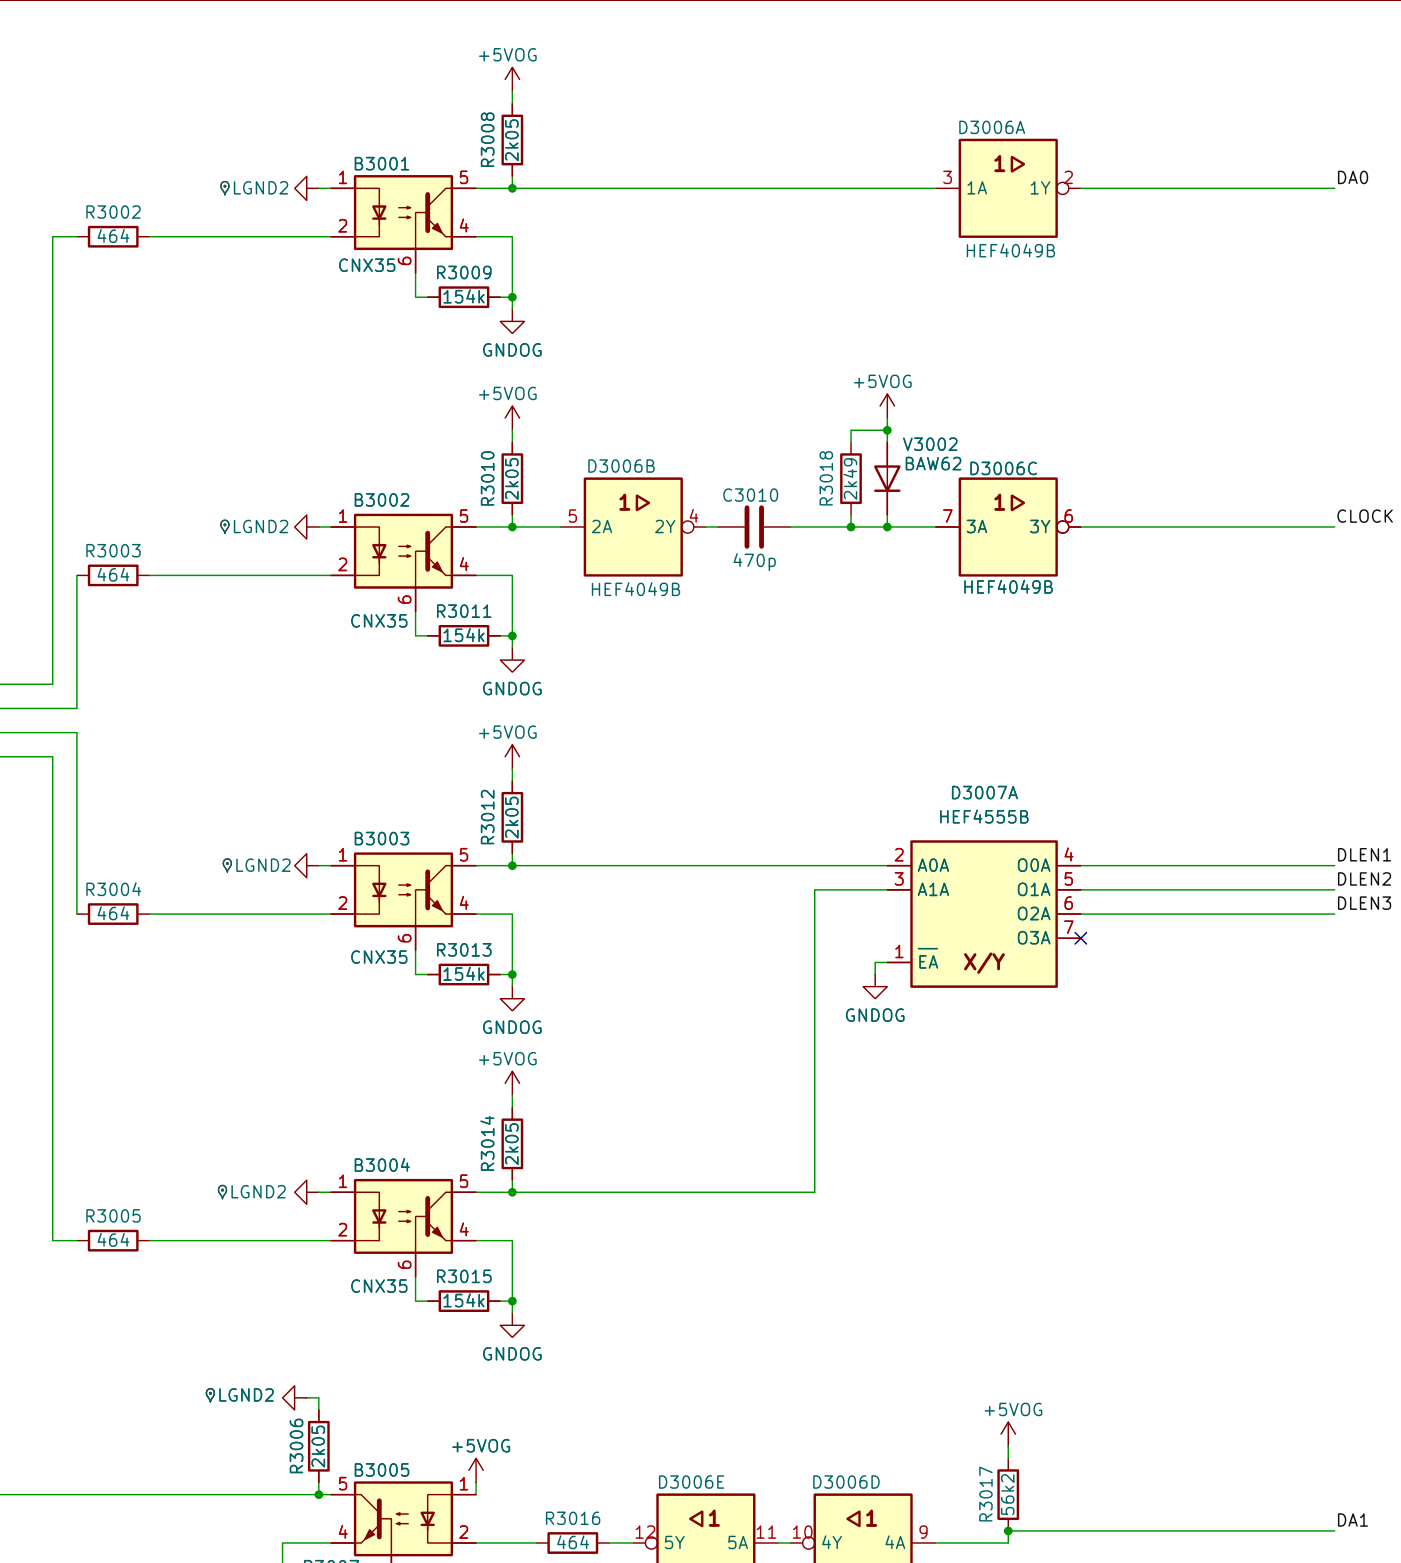 +5VOG
R3008
2k05
D3006A
B3001
1
5
3
1A
1
1Y
2
DA0
LGND2
R3002
464
2
4
HEF4049B
CNX35
6
R3009
154k
GNDOG
+5VOG
+5VOG
R3010
2k05
D3006B
R3018
2k49
V3002
BAW62
D3006C
B3002
C3010
1
5
5
2A
1
2Y
4
7
3A
1
3Y
6
CLOCK
LGND2
R3003
464
2
4
470p
HEF4049B
HEF4049B
CNX35
6
R3011
154k
GNDOG
+5VOG
R3012
2k05
D3007A
HEF4555B
B3003
LGND2
1
5
2
A0A
O0A
4
DLEN1
3
A1A
O1A
5
DLEN2
R3004
464
2
4
O2A
6
DLEN3
O3A
7
CNX35
6
R3013
154k
1
EA
X/Y
GNDOG
GNDOG
+5VOG
R3014
2k05
B3004
LGND2
1
5
R3005
464
2
4
CNX35
6
R3015
154k
GNDOG
LGND2
R3006
2k05
+5VOG
+5VOG
B3005
5
1
D3006E
D3006D
R3017
56k2
4
2
R3016
464
12
5Y
1
5A
11
10
4Y
1
4A
9
DA1